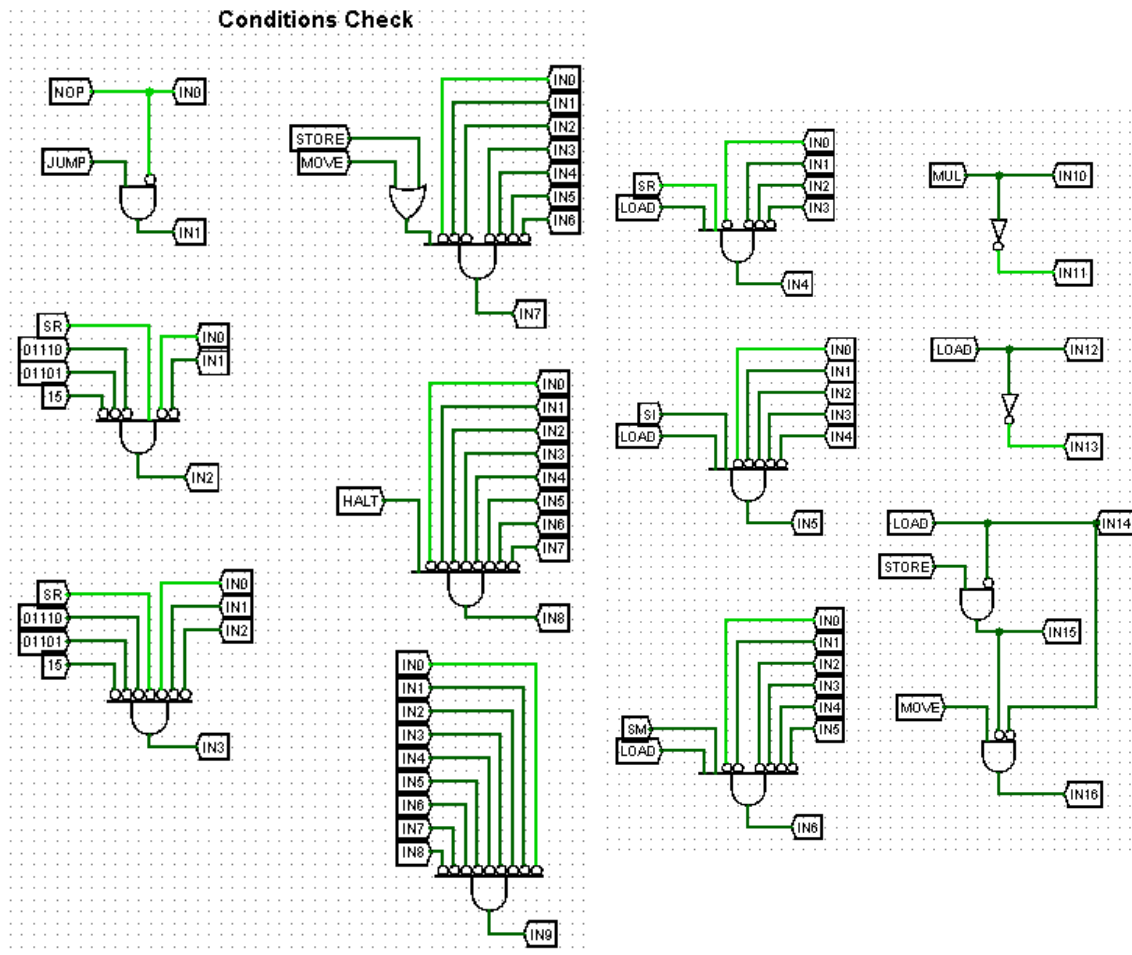 Conditions Check
NOP
IN0
JUMP
IN1
SR
01110
01101
15
IN0
IN1
IN2
SR
01110
01101
15
IN0
IN1
IN2
IN3
STORE
MOVE
IN0
IN1
IN2
IN3
IN4
IN5
IN6
IN7
HALT
IN0
IN1
IN2
IN3
IN4
IN5
IN6
IN7
IN8
IN0
IN1
IN2
IN3
IN4
IN5
IN6
IN7
IN8
IN9
SR
LOAD
IN0
IN1
IN2
IN3
IN4
SI
LOAD
IN0
IN1
IN2
IN3
IN4
IN5
SM
LOAD
IN0
IN1
IN2
IN3
IN4
IN5
IN6
MUL
IN10
IN11
LOAD
IN12
IN13
LOAD
IN14
STORE
IN15
MOVE
IN16